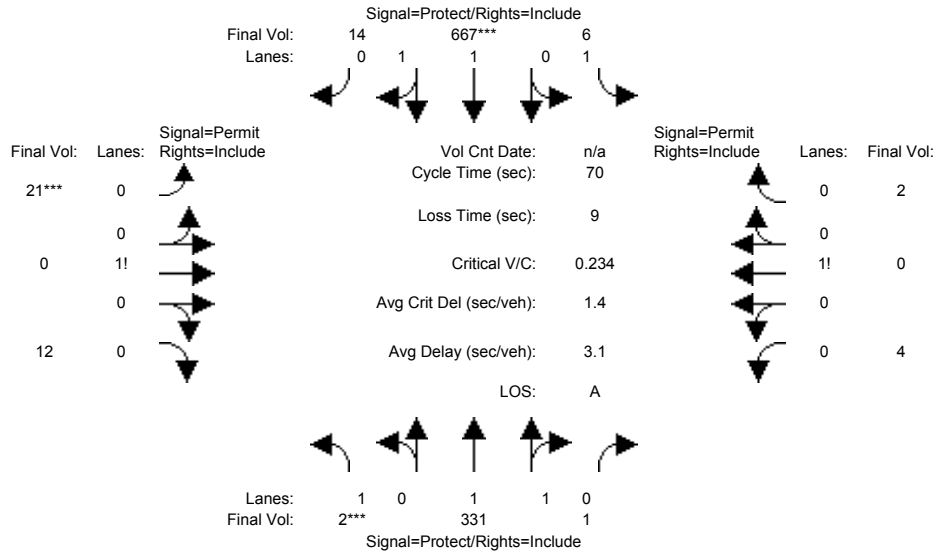 Signal=Protect/Rights=Include
Final Vol: 14 667*** 6
Lanes: 0 1 1 0 1
Signal=Permit Signal=Permit
Final Vol: Lanes: Rights=Include Vol Cnt Date: n/a Rights=Include Lanes: Final Vol:
Cycle Time (sec): 70
21*** 0 0 2
Loss Time (sec): 9
0 0
0 1! Critical V/C: 0.234 1! 0
0 Avg Crit Del (sec/veh): 1.4 0
12 0 Avg Delay (sec/veh): 3.1 0 4
LOS: A
Lanes: 1 0 1 1 0
Final Vol: 2*** 331 1
Signal=Protect/Rights=Include